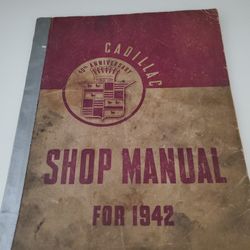 CADILLAC
40th ANNIVERSARY
SHOP MANUAL
FOR 1942